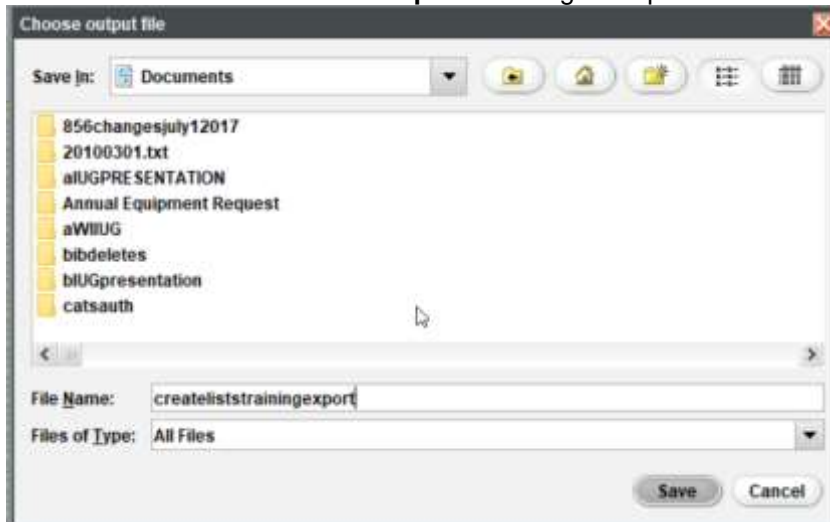 Choose output file
Save In: Documents
856changesjuly12017
20100301.txt
aIUGPRESENTATION
Annual Equipment Request
aWIIUG
bibdeletes
bIUGpresentation
catsauth
File Name: createliststrainingexport
Files of Type: All Files
Save Cancel